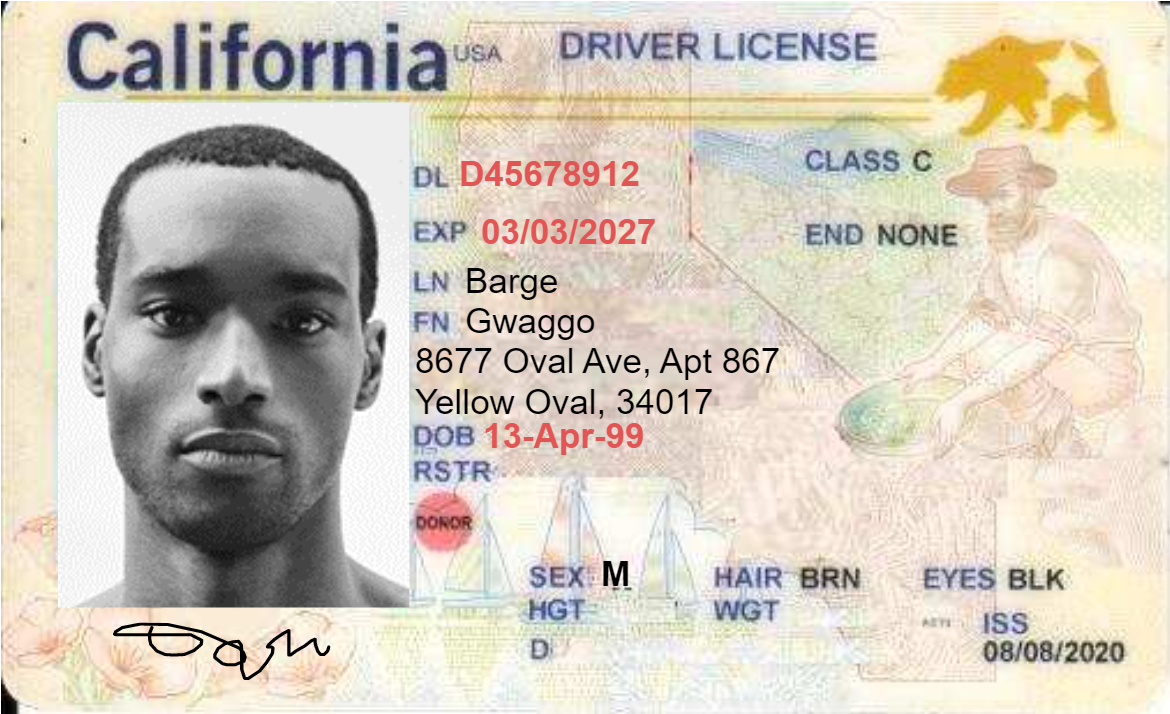 California USA DRIVER LICENSE
DL D45678912
CLASS C
EXP 03/03/2027
END NONE
LN Barge
FN Gwaggo
8677 Oval Ave, Apt 867
Yellow Oval, 34017
DOB 13-Apr-99
RSTR
DONOR
SEX M HAIR BRN EYES BLK
HGT WGT
ISS
D
08/08/2020